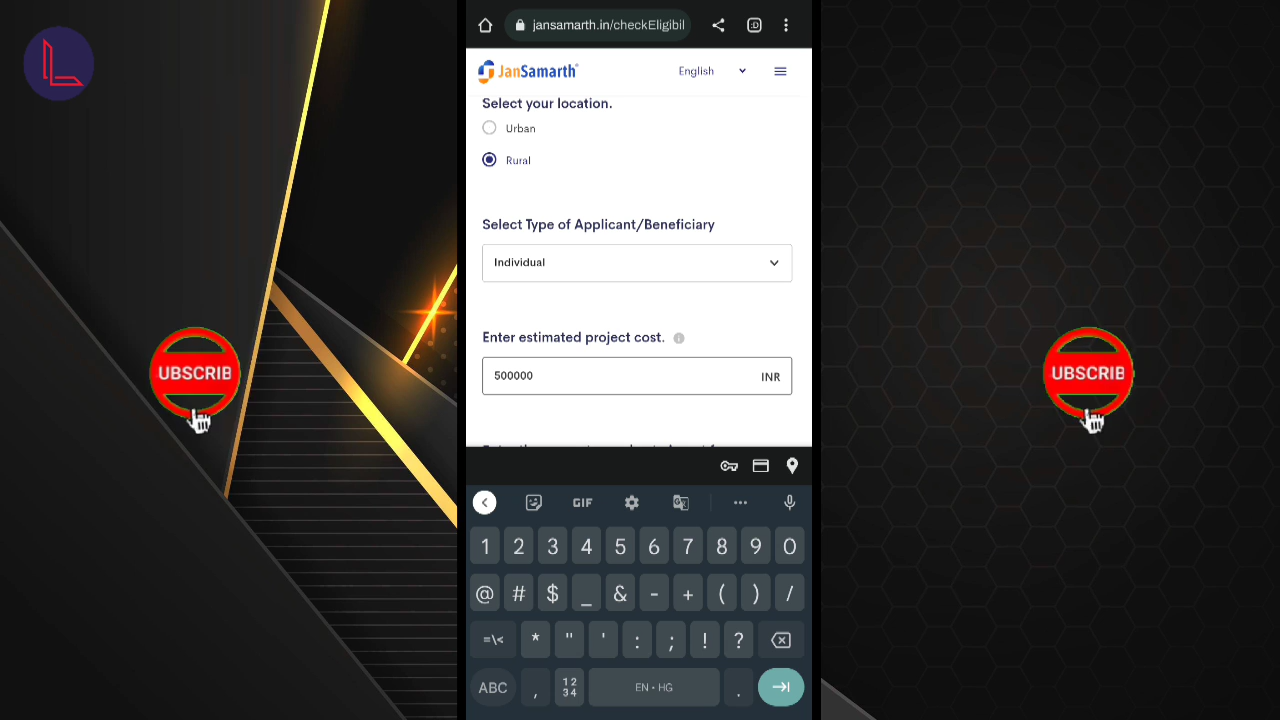 jansamarth.in/checkEligibil
:D
JanSamarth
English
Select your location.
Urban
Rural
Select Type of Applicant/Beneficiary
Individual
Enter estimated project cost.
500000 INR
UBSCRIB
UBSCRIB
GIF
1 2 3 4 5 6 7 8 9 0
@ # $ _ & - + ( ) /
=\< * " ' : ; ! ?
ABC , 12 34 EN • HG .